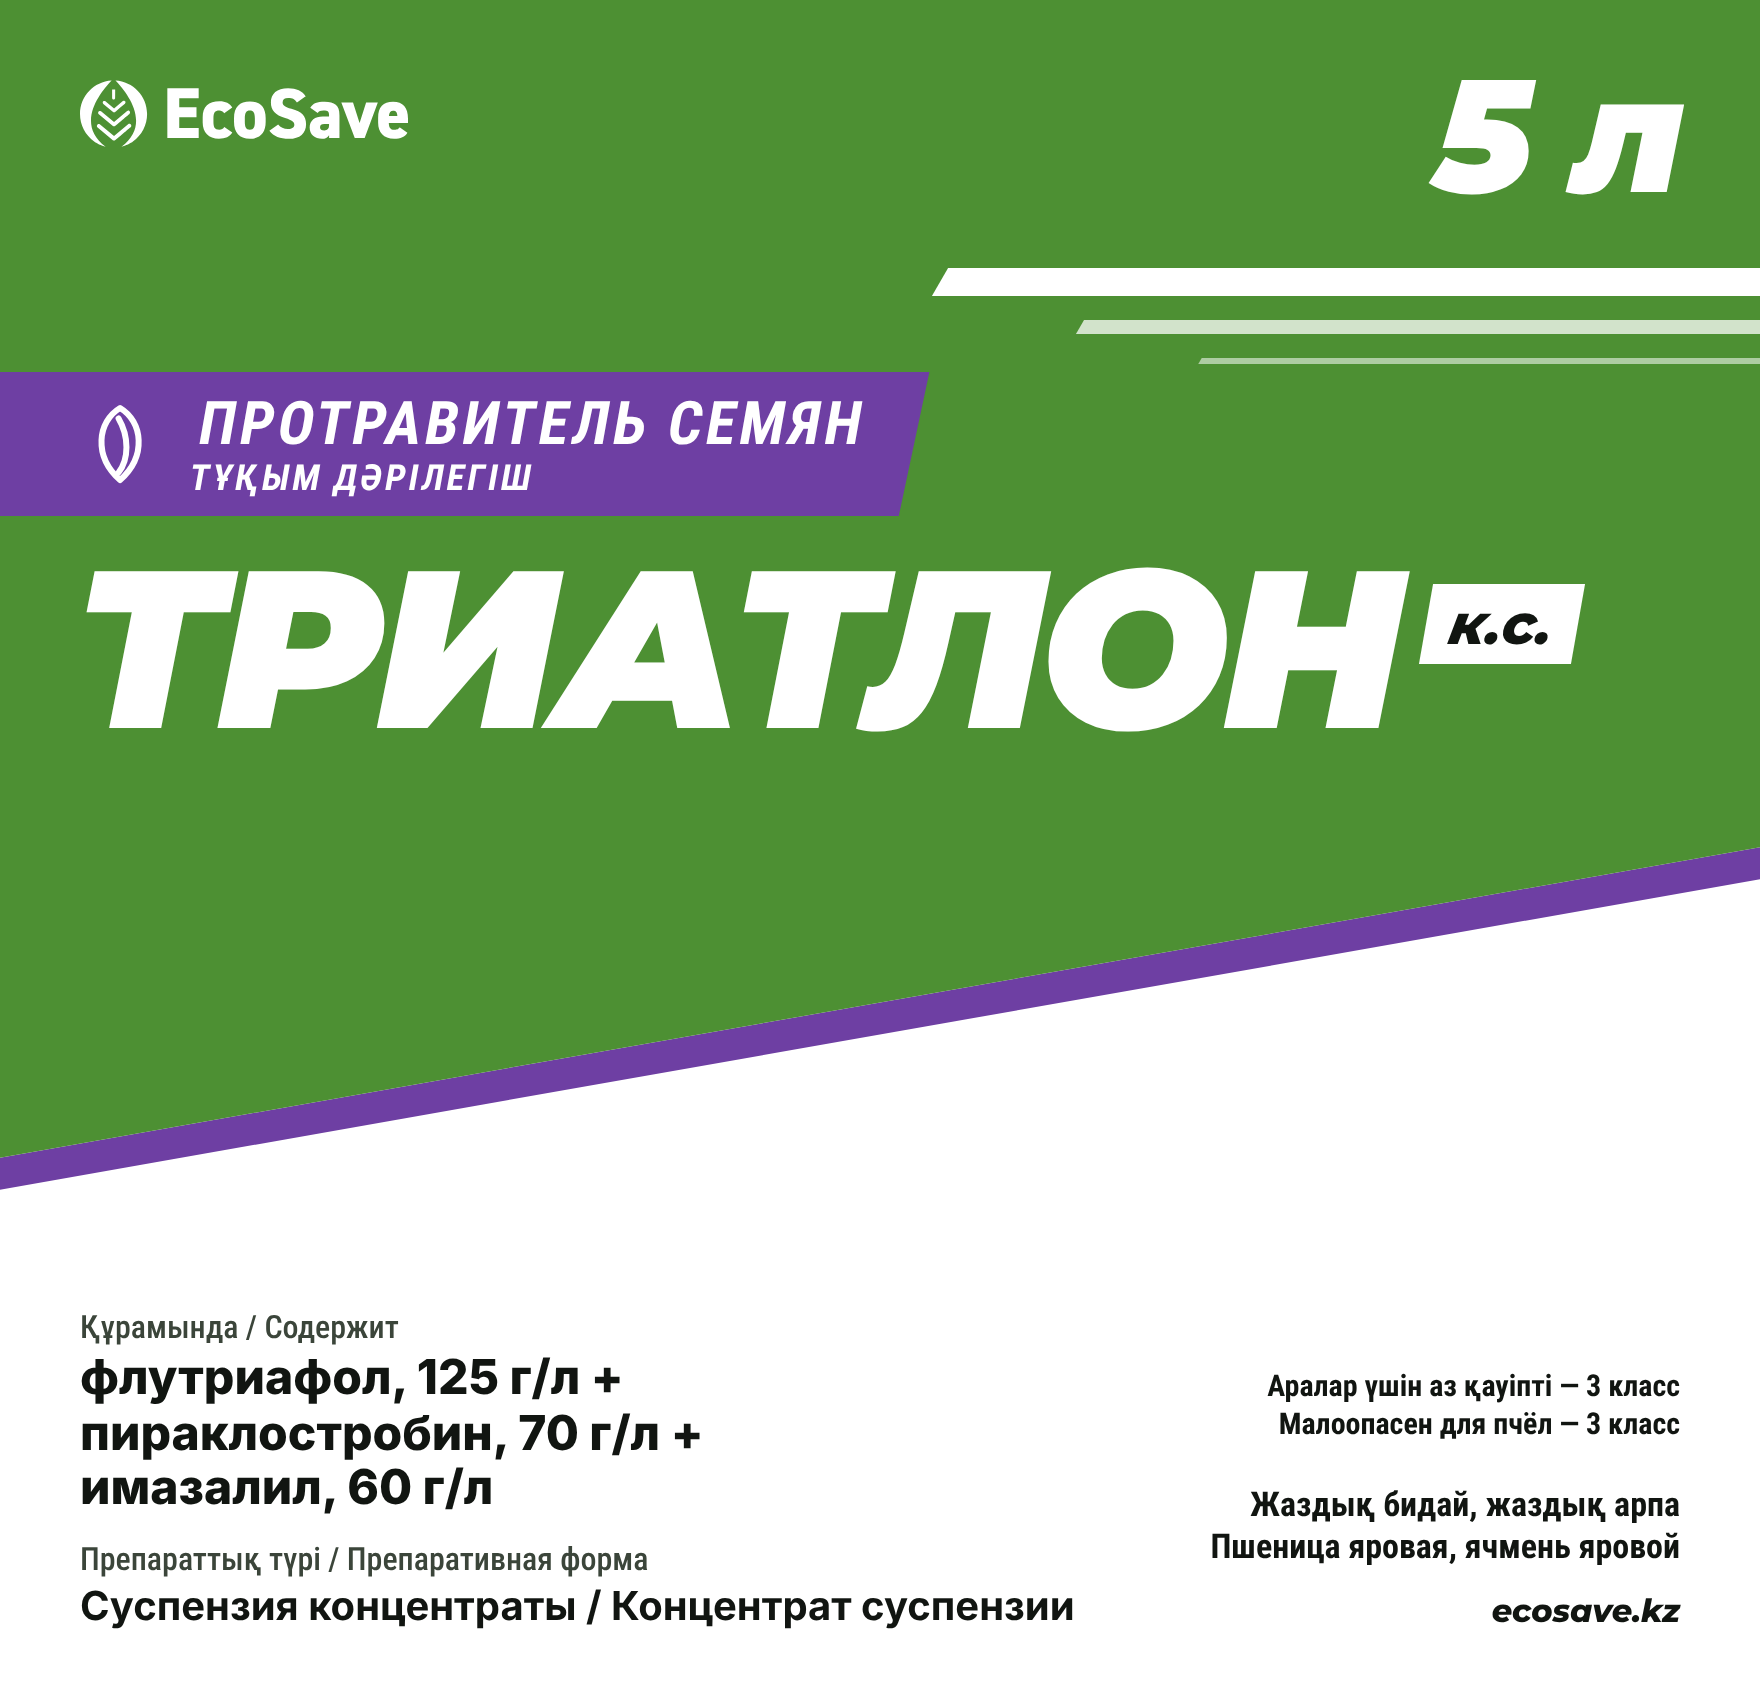 EcoSave
5 л
ПРОТРАВИТЕЛЬ СЕМЯН
ТҰҚЫМ ДӘРІЛЕГІШ
ТРИАТЛОН к.с.
Құрамында / Содержит
флутриафол, 125 г/л +
пираклостробин, 70 г/л +
имазалил, 60 г/л
Препараттық түрі / Препаративная форма
Суспензия концентраты / Концентрат суспензии
Аралар үшін аз қауіпті — 3 класс
Малоопасен для пчёл — 3 класс
Жаздық бидай, жаздық арпа
Пшеница яровая, ячмень яровой
ecosave.kz